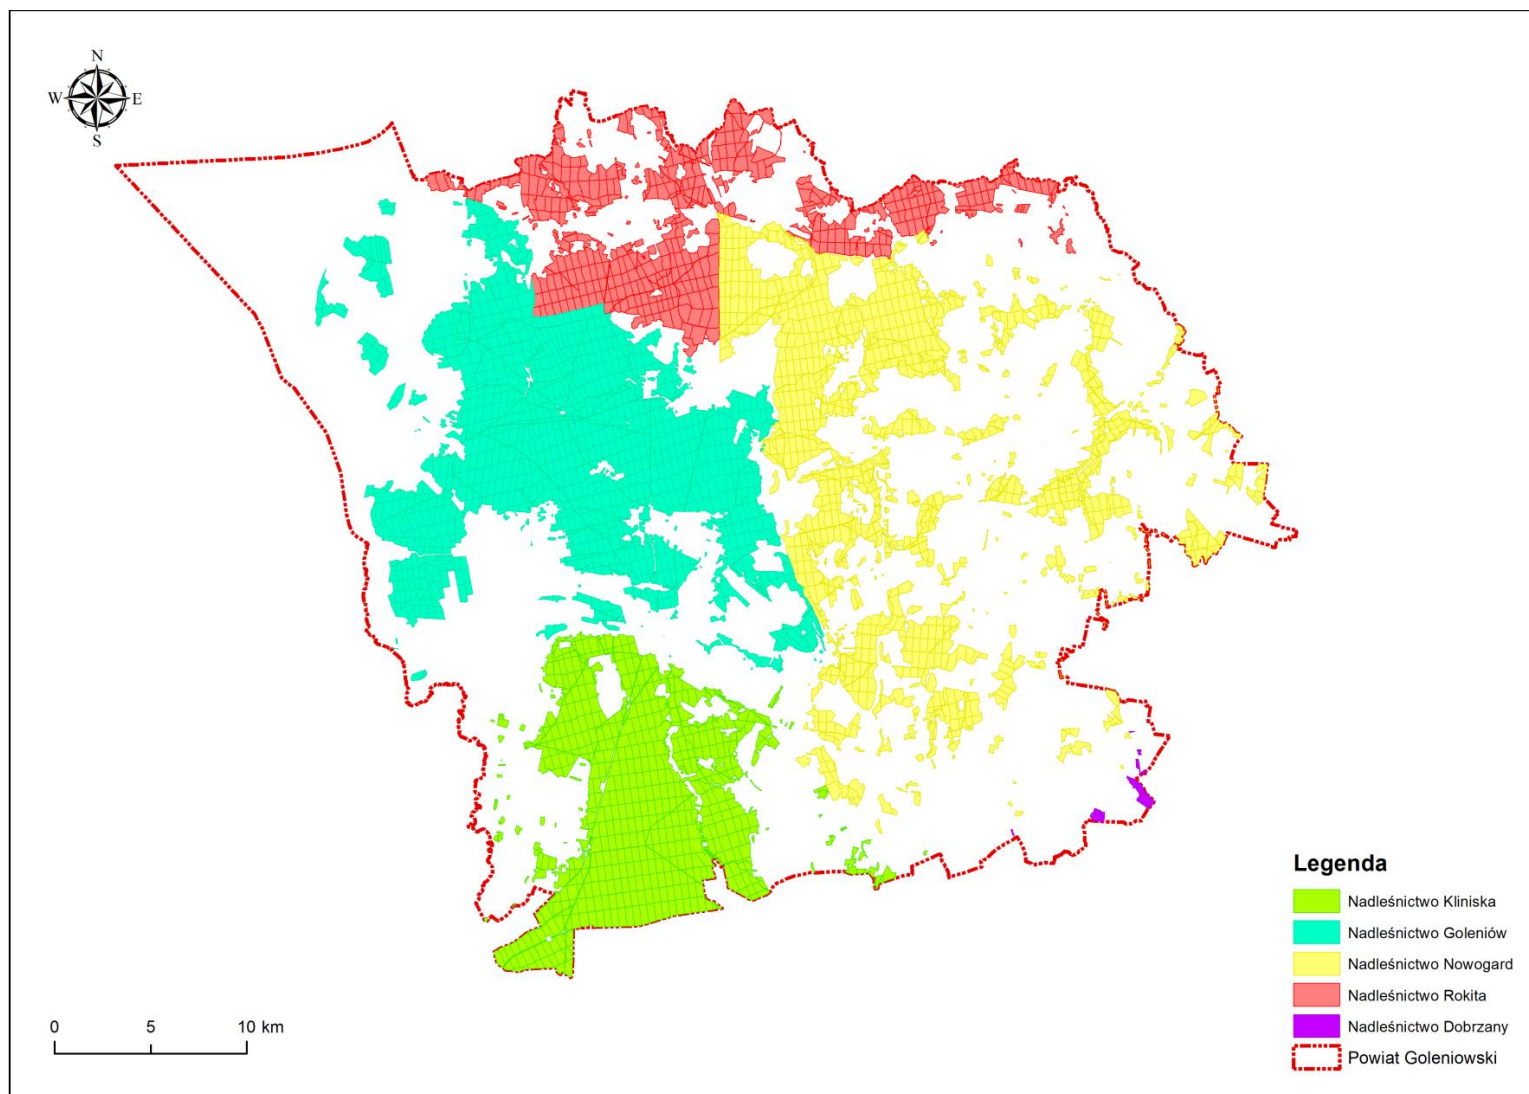 N
W E
S
Legenda
Nadleśnictwo Kliniska
Nadleśnictwo Goleniów
Nadleśnictwo Nowogard
Nadleśnictwo Rokita
Nadleśnictwo Dobrzany
Powiat Goleniowski
0 5 10 km